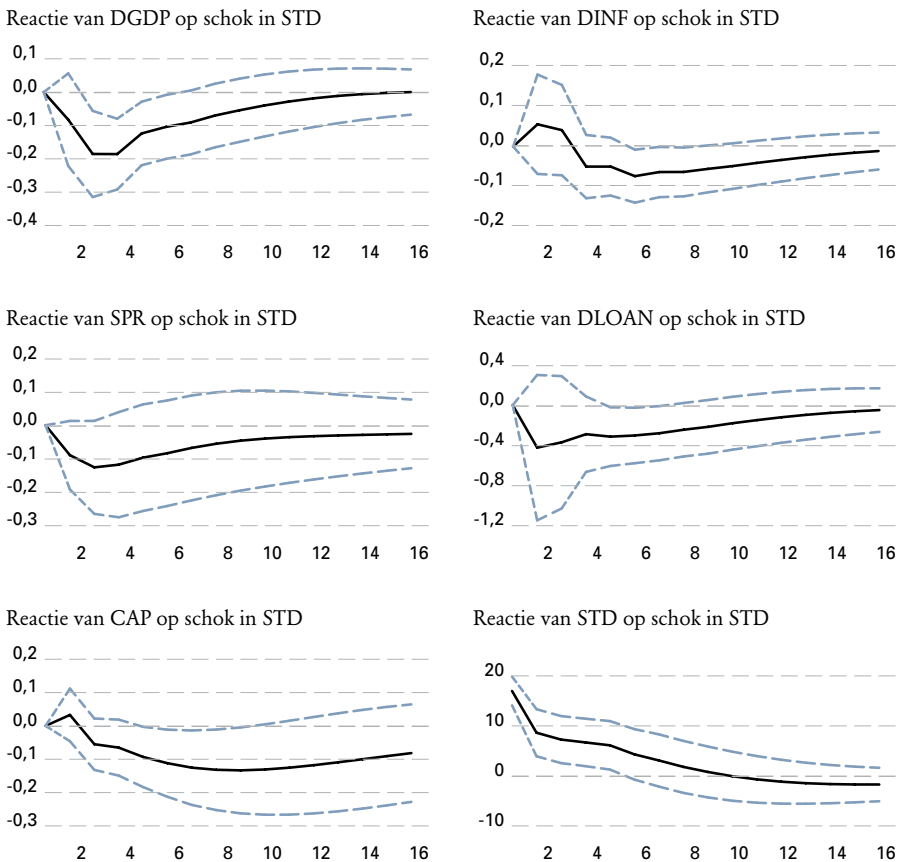 Reactie van DGDP op schok in STD
0,1
0,0
-0,1
-0,2
-0,3
-0,4
2 4 6 8 10 12 14 16
Reactie van DINF op schok in STD
0,2
0,1
0,0
-0,1
-0,2
2 4 6 8 10 12 14 16
Reactie van SPR op schok in STD
0,2
0,1
0,0
-0,1
-0,2
-0,3
2 4 6 8 10 12 14 16
Reactie van DLOAN op schok in STD
0,4
0,0
-0,4
-0,8
-1,2
2 4 6 8 10 12 14 16
Reactie van CAP op schok in STD
0,2
0,1
0,0
-0,1
-0,2
-0,3
2 4 6 8 10 12 14 16
Reactie van STD op schok in STD
20
10
0
-10
2 4 6 8 10 12 14 16